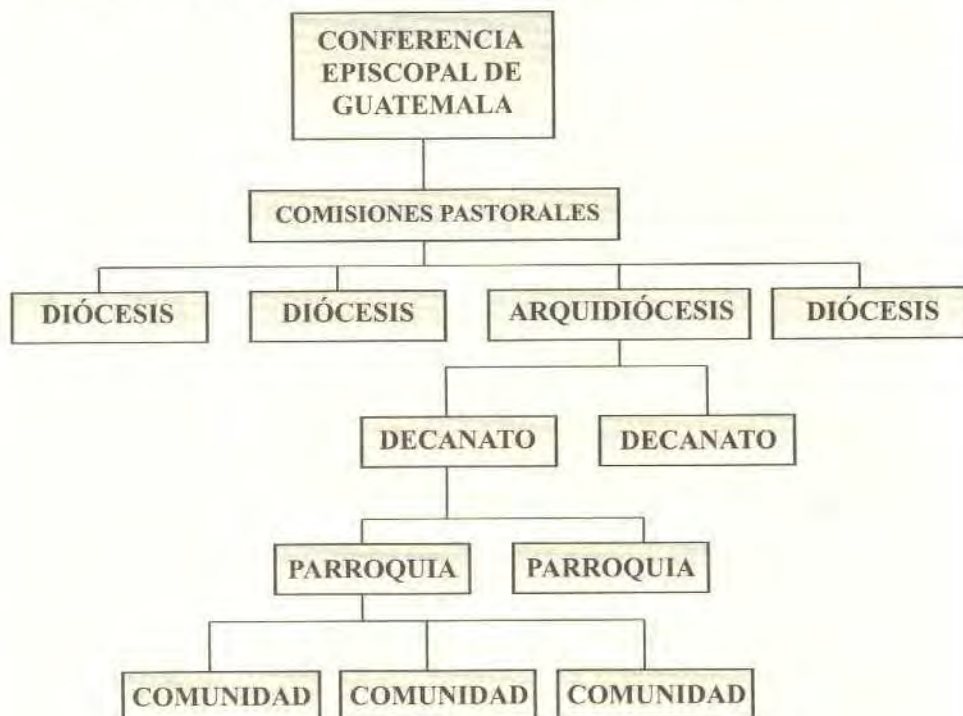 CONFERENCIA
EPISCOPAL DE
GUATEMALA
COMISIONES PASTORALES
DIÓCESIS
DIÓCESIS
ARQUIDIÓCESIS
DIÓCESIS
DECANATO
DECANATO
PARROQUIA
PARROQUIA
COMUNIDAD
COMUNIDAD
COMUNIDAD